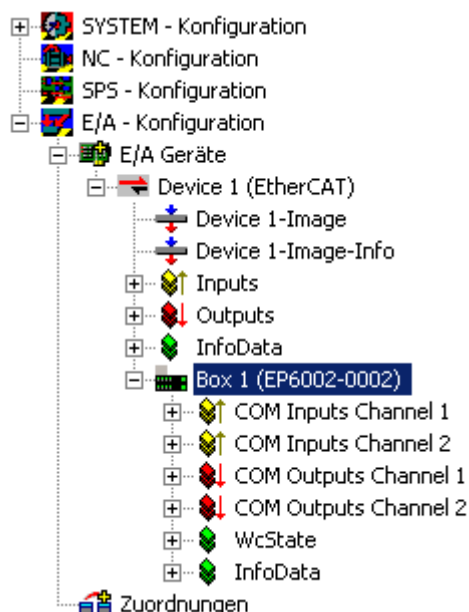 SYSTEM - Konfiguration
NC - Konfiguration
SPS - Konfiguration
E/A - Konfiguration
E/A Geräte
Device 1 (EtherCAT)
Device 1-Image
Device 1-Image-Info
Inputs
Outputs
InfoData
Box 1 (EP6002-0002)
COM Inputs Channel 1
COM Inputs Channel 2
COM Outputs Channel 1
COM Outputs Channel 2
WcState
InfoData
Zuordnungen